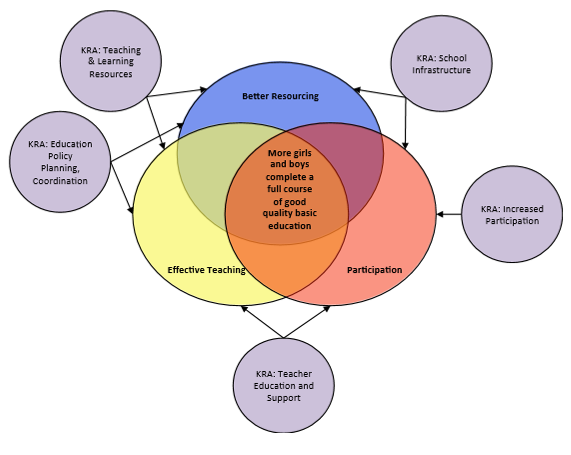 KRA: Teaching
& Learning
Resources
KRA: School
Infrastructure
Better Resourcing
KRA: Education
Policy
Planning,
Coordination
More girls
and boys
complete a
full course
of good
quality basic
education
KRA: Increased
Participation
Effective Teaching
Participation
KRA: Teacher
Education and
Support